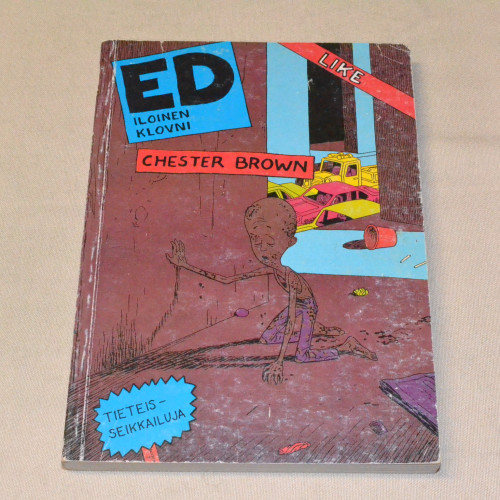 ED
ILOINEN
KLOVNI
LIKE
CHESTER BROWN
TIETEIS-
SEIKKAILUJA